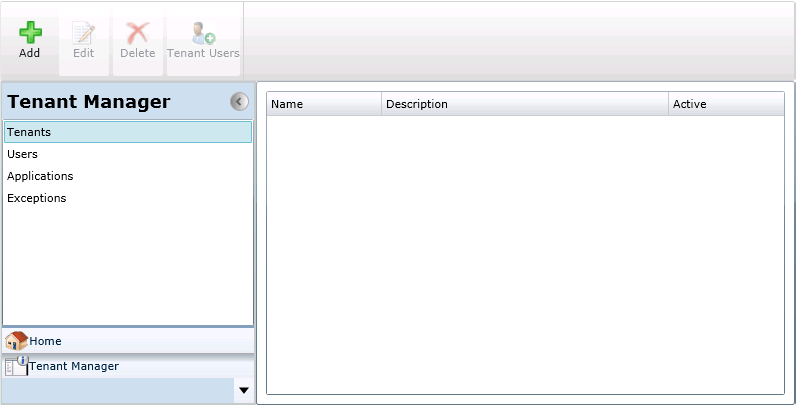 Add Edit Delete Tenant Users
Tenant Manager
Tenants
Users
Applications
Exceptions
Home
Tenant Manager
Name Description Active